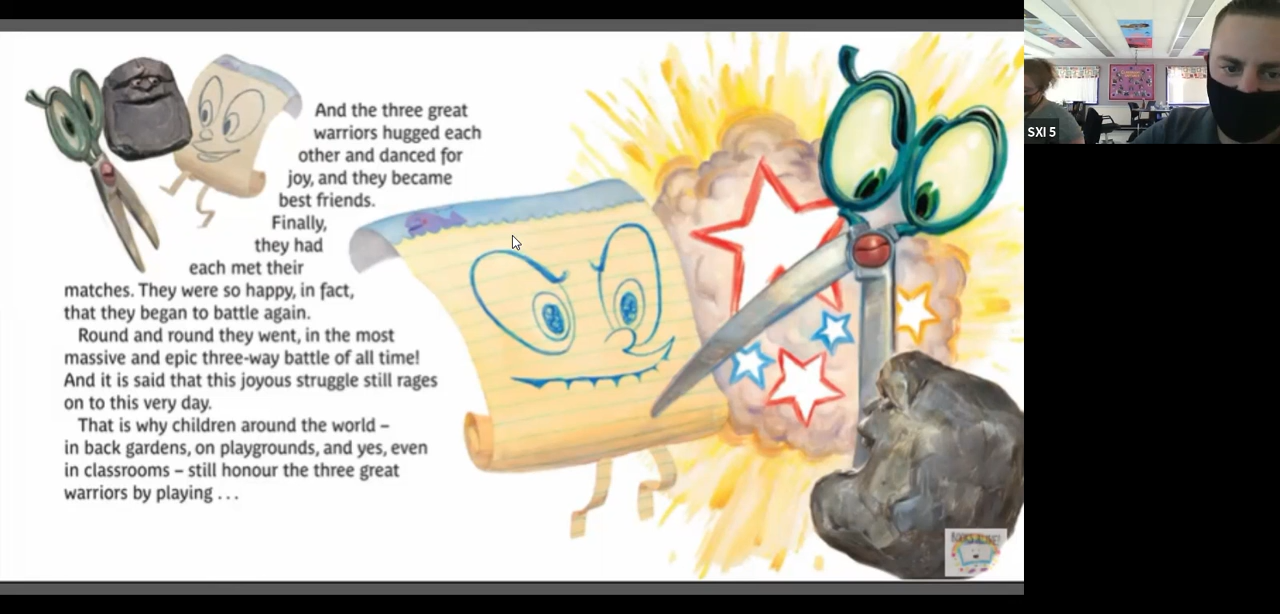 And the three great
warriors hugged each
other and danced for
joy, and they became
best friends.
Finally,
they had
each met their
matches. They were so happy, in fact,
that they began to battle again.
Round and round they went, in the most
massive and epic three-way battle of all time!
And it is said that this joyous struggle still rages
on to this very day.
That is why children around the world –
in back gardens, on playgrounds, and yes, even
in classrooms – still honour the three great
warriors by playing . . .
SXI 5